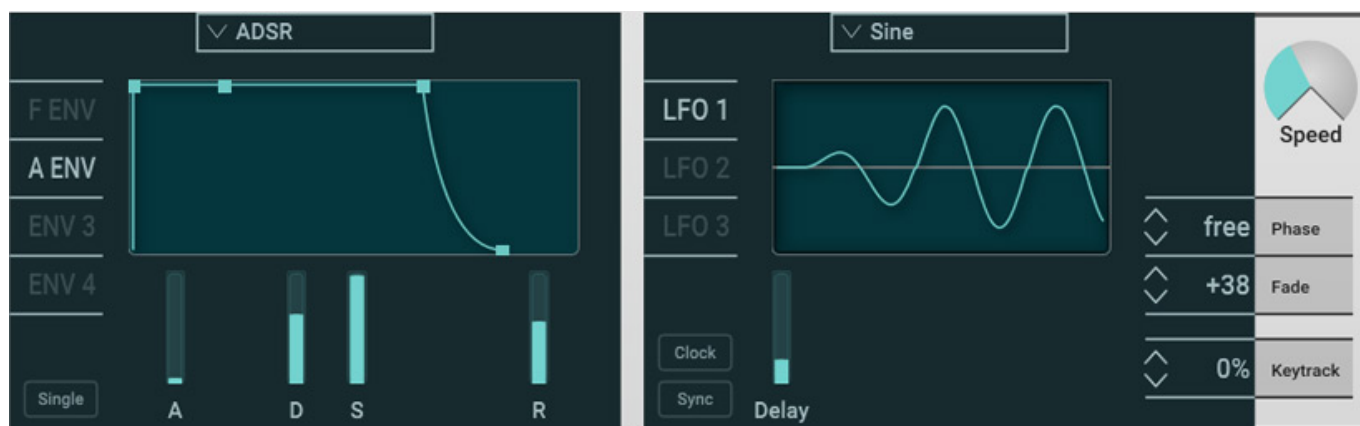 ADSR
F ENV
A ENV
ENV 3
ENV 4
Single
A
D
S
R
Sine
LFO 1
LFO 2
LFO 3
Clock
Sync
Delay
Speed
free
Phase
+38
Fade
0%
Keytrack